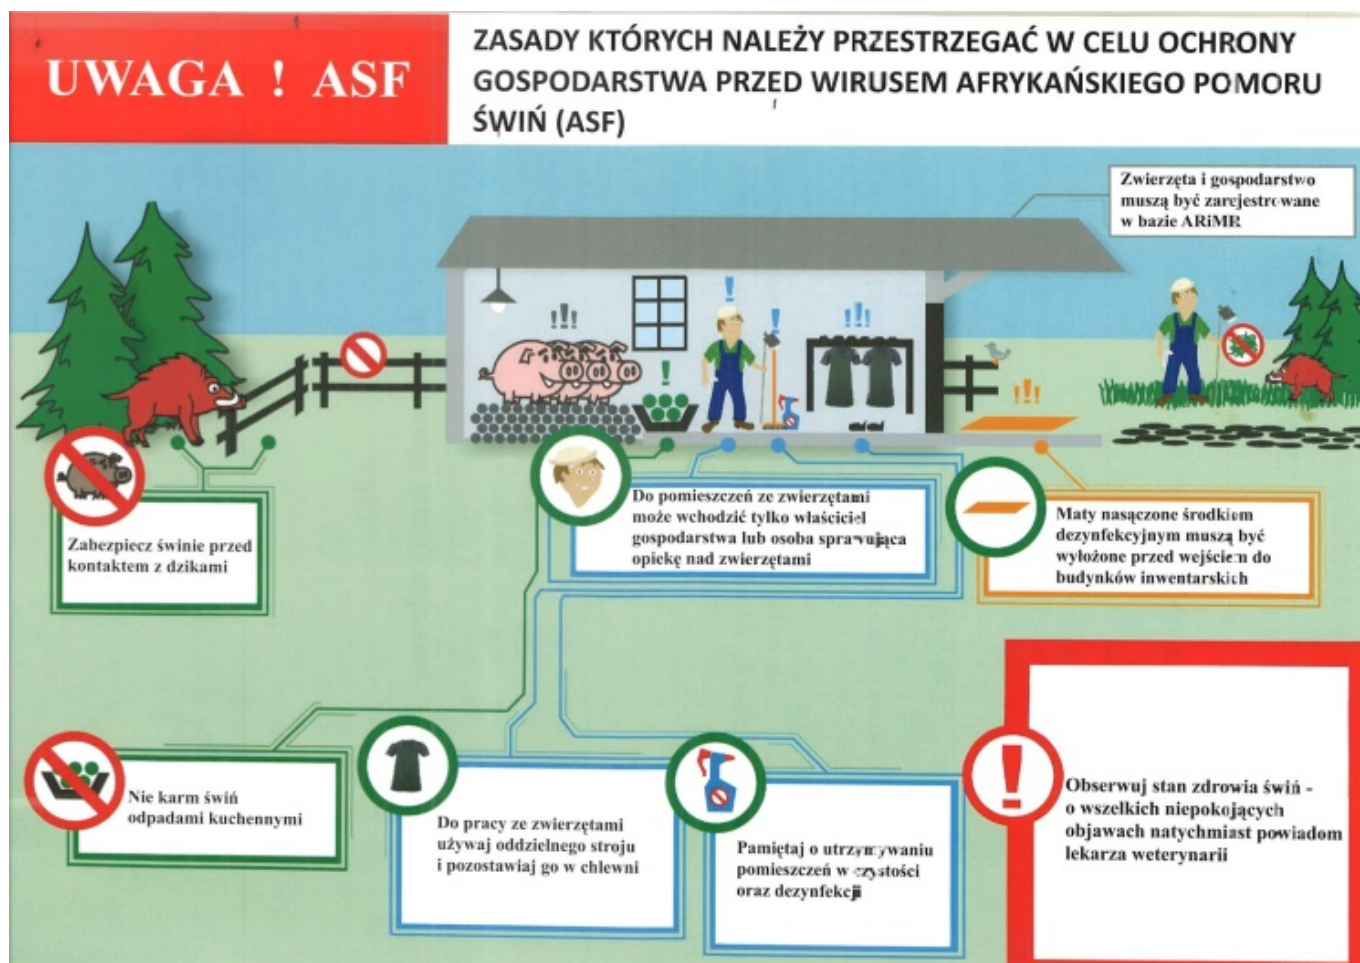 UWAGA ! ASF
ZASADY KTÓRYCH NALEŻY PRZESTRZEGAĆ W CELU OCHRONY
GOSPODARSTWA PRZED WIRUSEM AFRYKAŃSKIEGO POMORU
ŚWIŃ (ASF)
Zwierzęta i gospodarstwo
muszą być zarejestrowane
w bazie ARiMR
Zabezpiecz świnie przed
kontaktem z dzikami
Do pomieszczeń ze zwierzętami
może wchodzić tylko właściciel
gospodarstwa lub osoba sprawująca
opiekę nad zwierzętami
Maty nasączone środkiem
dezynfekcyjnym muszą być
wyłożone przed wejściem do
budynków inwentarskich
Nie karm świń
odpadami kuchennymi
Do pracy ze zwierzętami
używaj oddzielnego stroju
i pozostawiaj go w chlewni
Pamiętaj o utrzymywaniu
pomieszczeń w czystości
oraz dezynfekcji
Obserwuj stan zdrowia świń -
o wszelkich niepokojących
objawach natychmiast powiadom
lekarza weterynarii